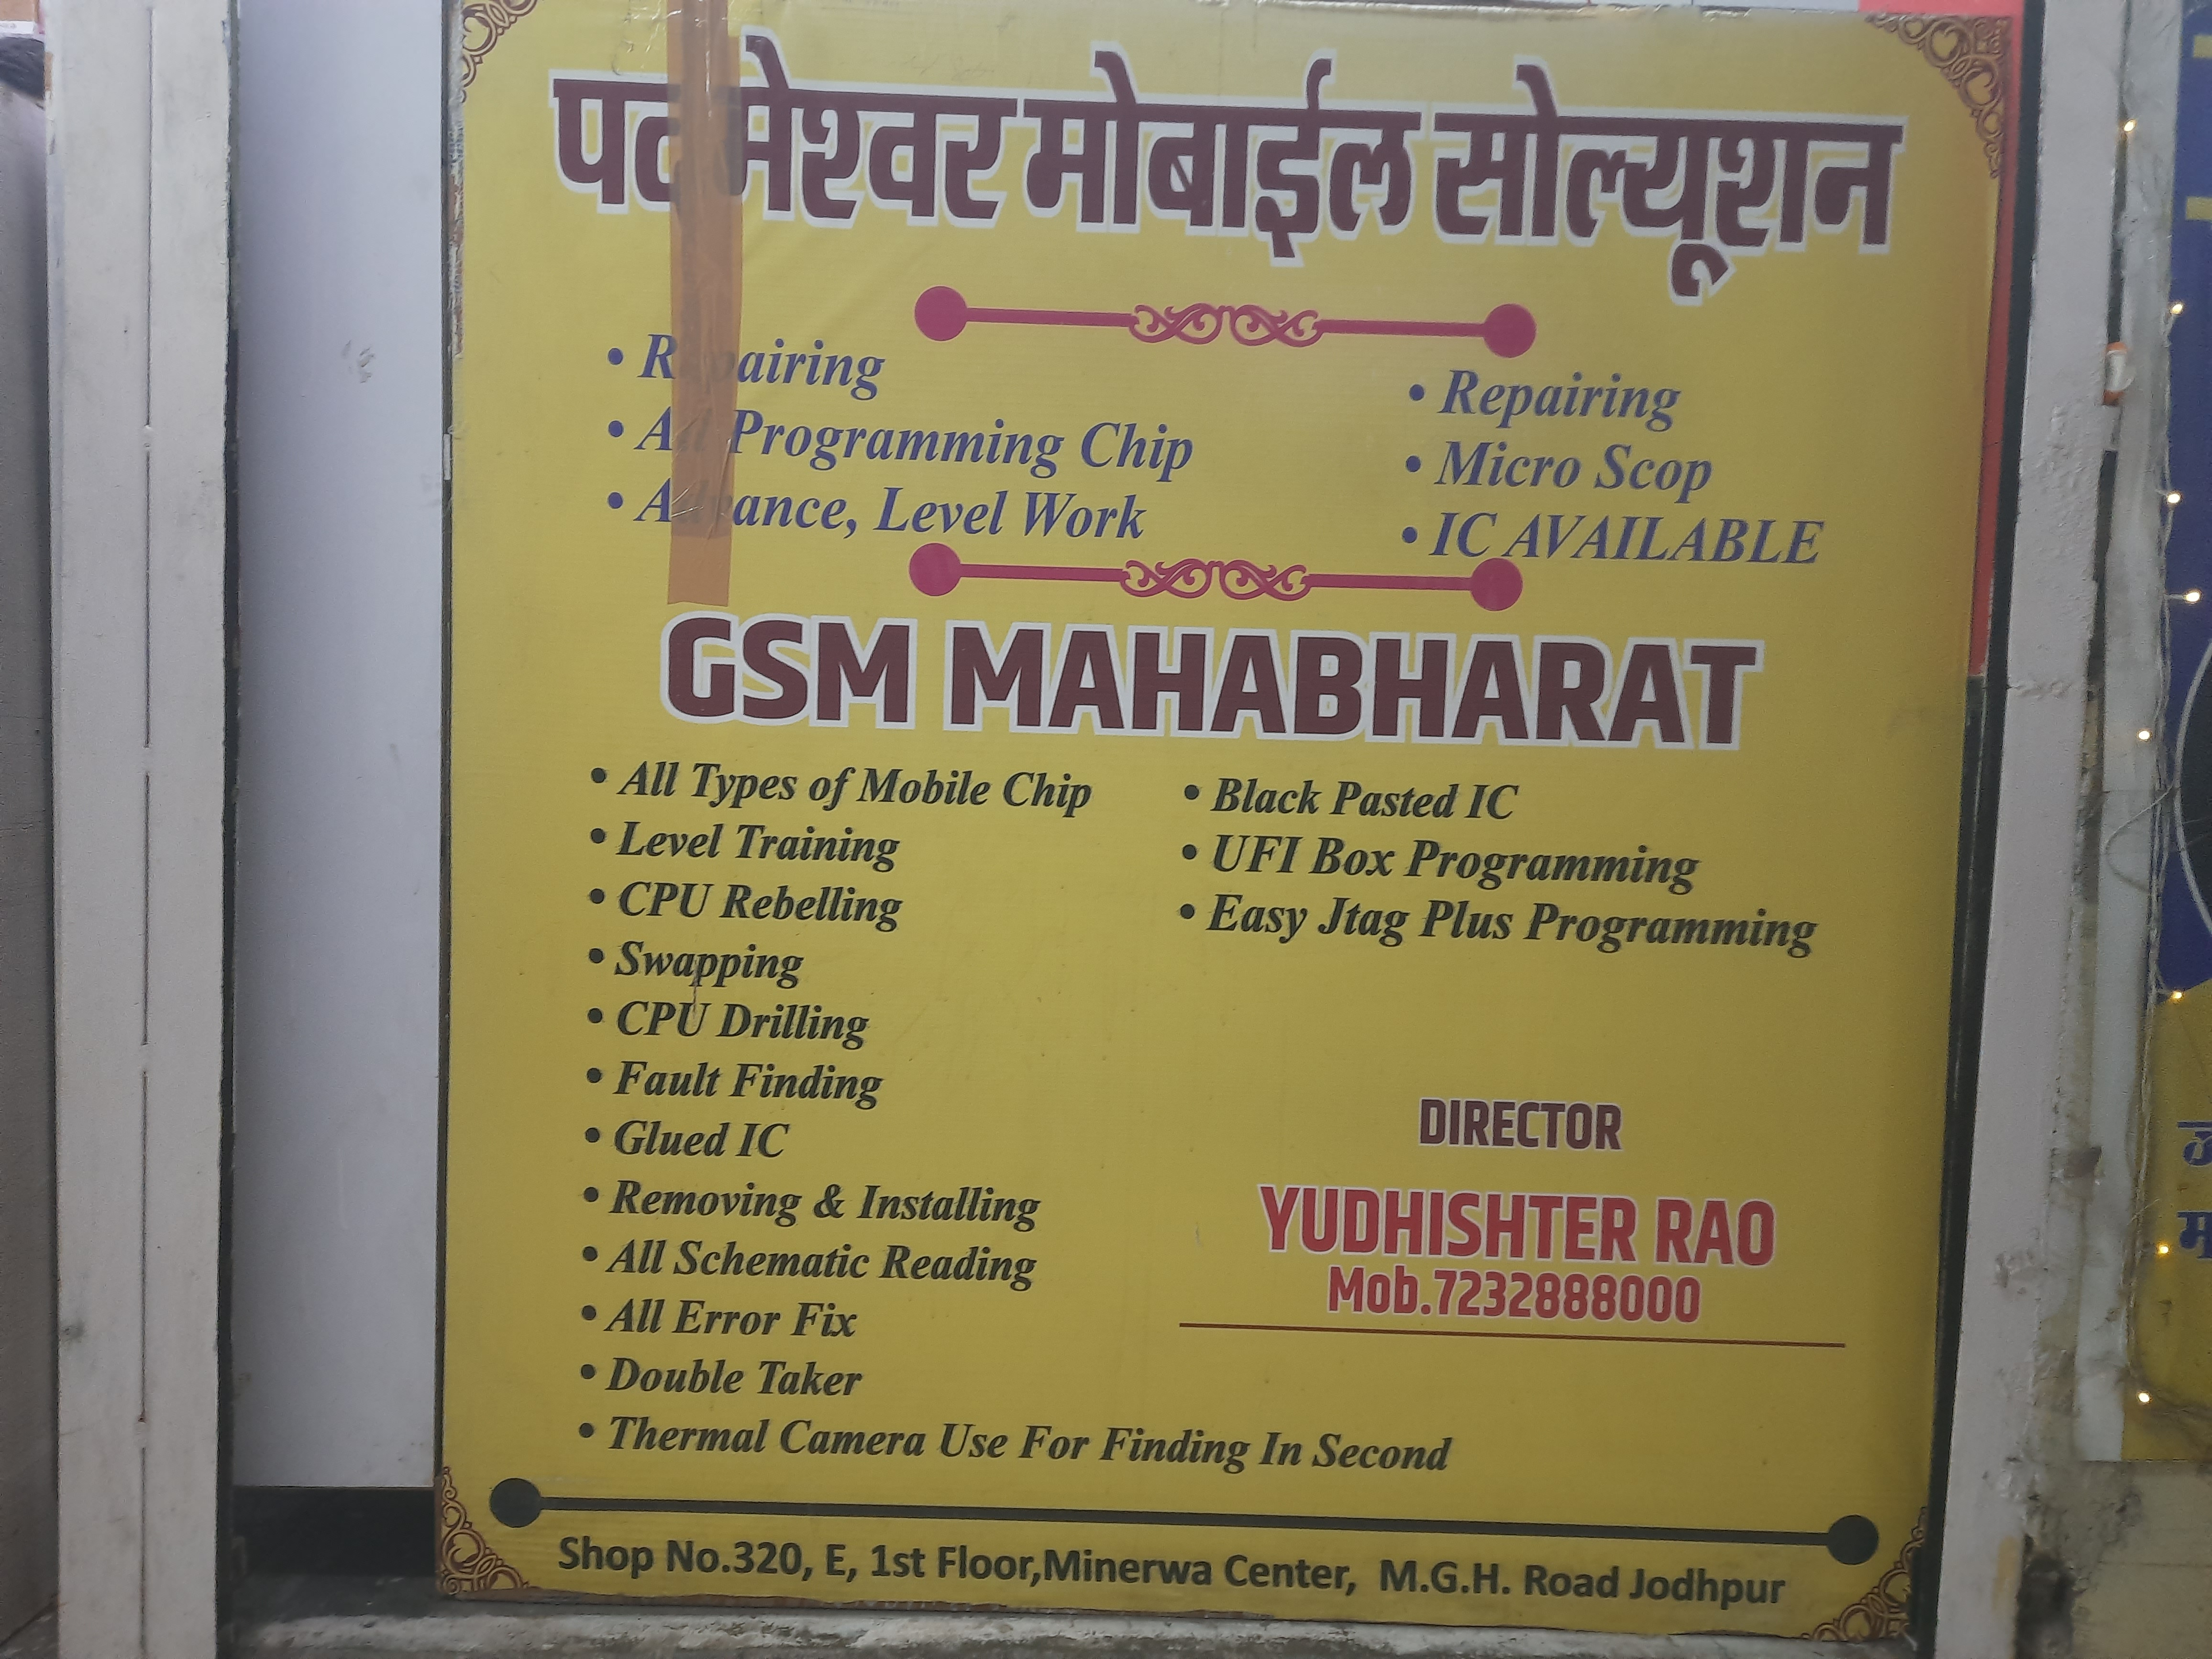 मोबाईल सोल्यूशन
• Repairing
• All Programming Chip
• Advance, Level Work
• Repairing
• Micro Scop
• IC AVAILABLE
GSM MAHABHARAT
• All Types of Mobile Chip
• Level Training
• CPU Rebelling
• Swapping
• CPU Drilling
• Fault Finding
• Glued IC
• Removing & Installing
• All Schematic Reading
• All Error Fix
• Double Taker
• Thermal Camera Use For Finding In Second
• Black Pasted IC
• UFI Box Programming
• Easy Jtag Plus Programming
DIRECTOR
YUDHISHTER RAO
Mob.7232888000
Shop No.320, E, 1st Floor,Minerwa Center, M.G.H. Road Jodhpur